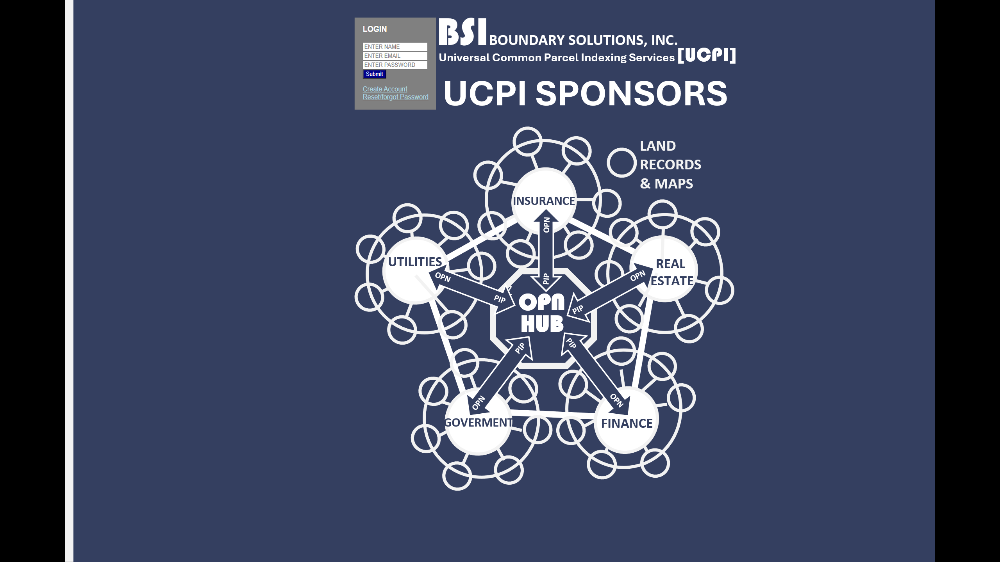 LOGIN
ENTER NAME
ENTER EMAIL
ENTER PASSWORD
Submit
Create Account
Reset/forgot Password
BSI BOUNDARY SOLUTIONS, INC.
Universal Common Parcel Indexing Services [UCPI]
UCPI SPONSORS
LAND
RECORDS
& MAPS
INSURANCE
OPN
PIP
UTILITIES
OPN
PIP
REAL
ESTATE
OPN
PIP
OPN
HUB
PIP
OPN
GOVERMENT
PIP
OPN
FINANCE